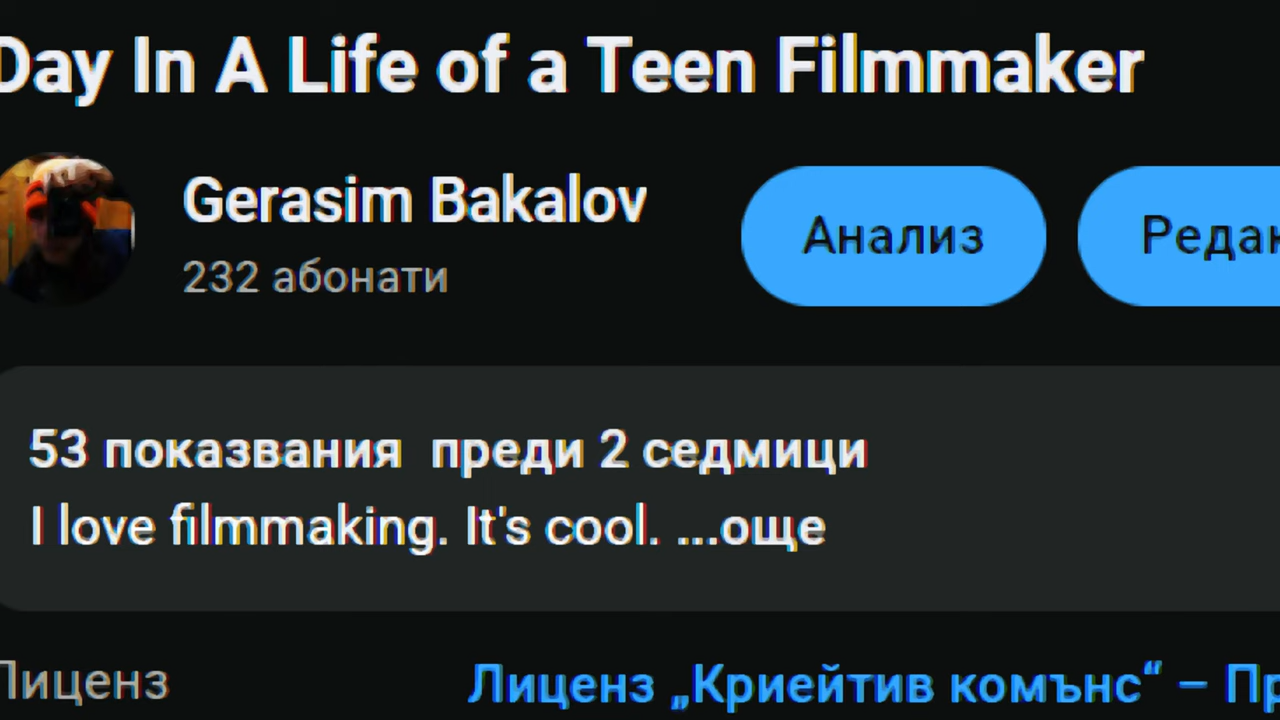 Day In A Life of a Teen Filmmaker
Gerasim Bakalov
232 абонати
Анализ
53 показвания преди 2 седмици
I love filmmaking. It's cool. ...още
Лиценз
Лиценз „Криейтив комънс“ –